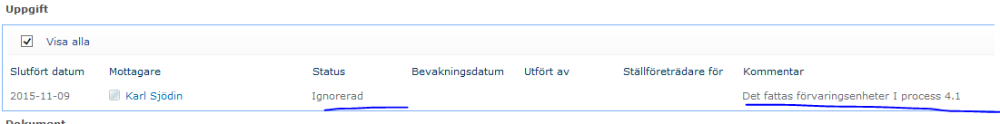 Uppgift
Visa alla
Slutfört datum Mottagare Status Bevakningsdatum Utfört av Ställföreträdare för Kommentar
2015-11-09 Karl Sjödin Ignorerad Det fattas förvaringsenheter I process 4.1
Dokument